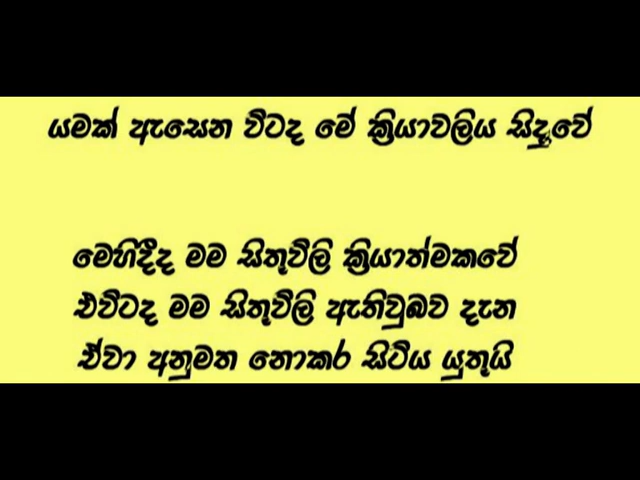 යමක් ඇසෙන විටද මේ ක්‍රියාවලිය සිදුවේ
මෙහිදීද මම සිතුවිලි ක්‍රියාත්මකවේ
එවිටද මම සිතුවිලි ඇතිවුබව දැන
ඒවා අනුමත නොකර සිටිය යුතුයි